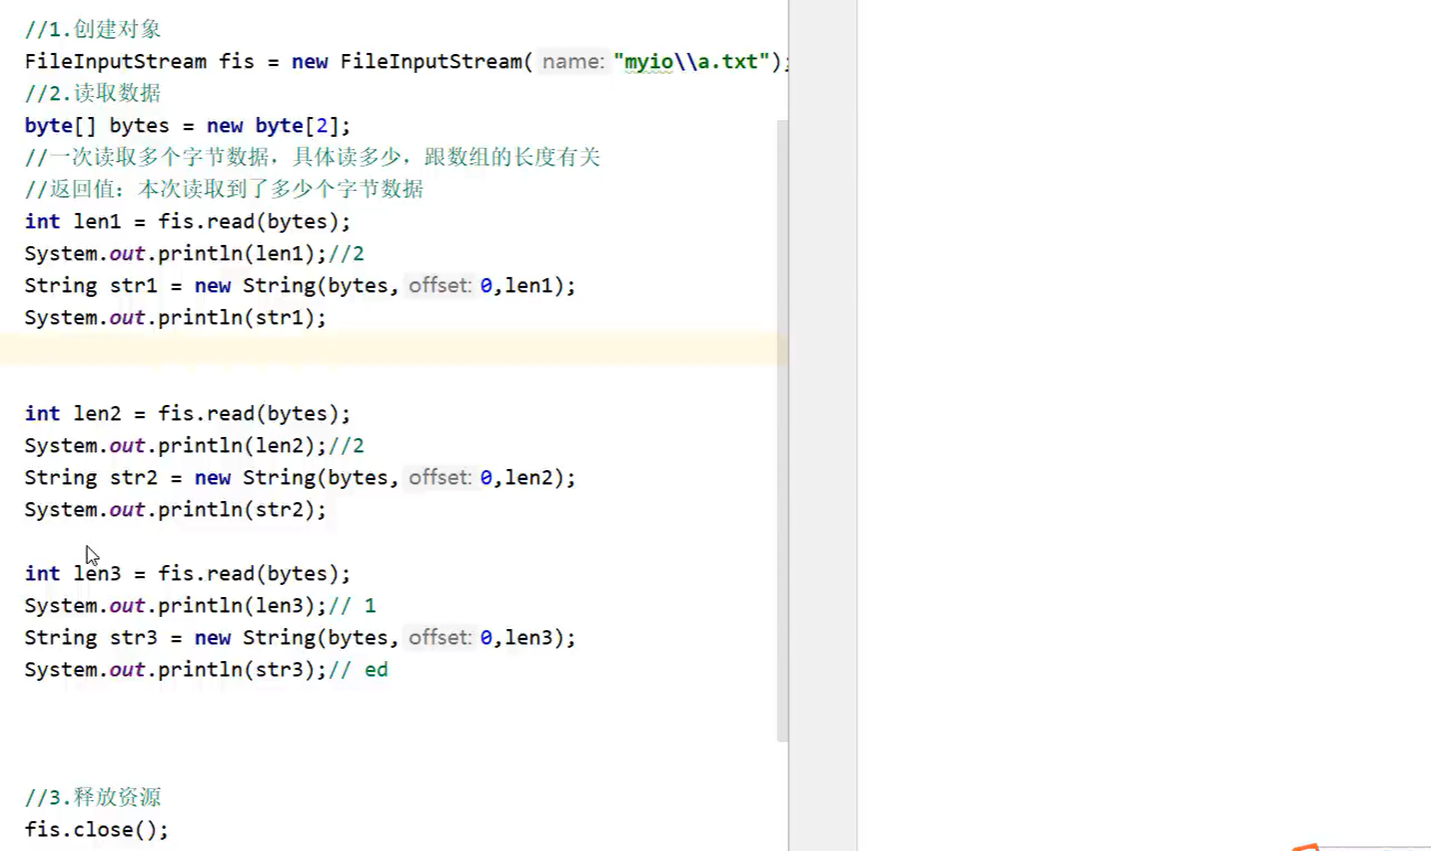 //1.创建对象
FileInputStream fis = new FileInputStream( name: "myio\\a.txt");
//2.读取数据
byte[] bytes = new byte[2];
//一次读取多个字节数据，具体读多少，跟数组的长度有关
//返回值：本次读取到了多少个字节数据
int len1 = fis.read(bytes);
System.out.println(len1);//2
String str1 = new String(bytes, offset: 0,len1);
System.out.println(str1);
int len2 = fis.read(bytes);
System.out.println(len2);//2
String str2 = new String(bytes, offset: 0,len2);
System.out.println(str2);
int len3 = fis.read(bytes);
System.out.println(len3);// 1
String str3 = new String(bytes, offset: 0,len3);
System.out.println(str3);// ed
//3.释放资源
fis.close();